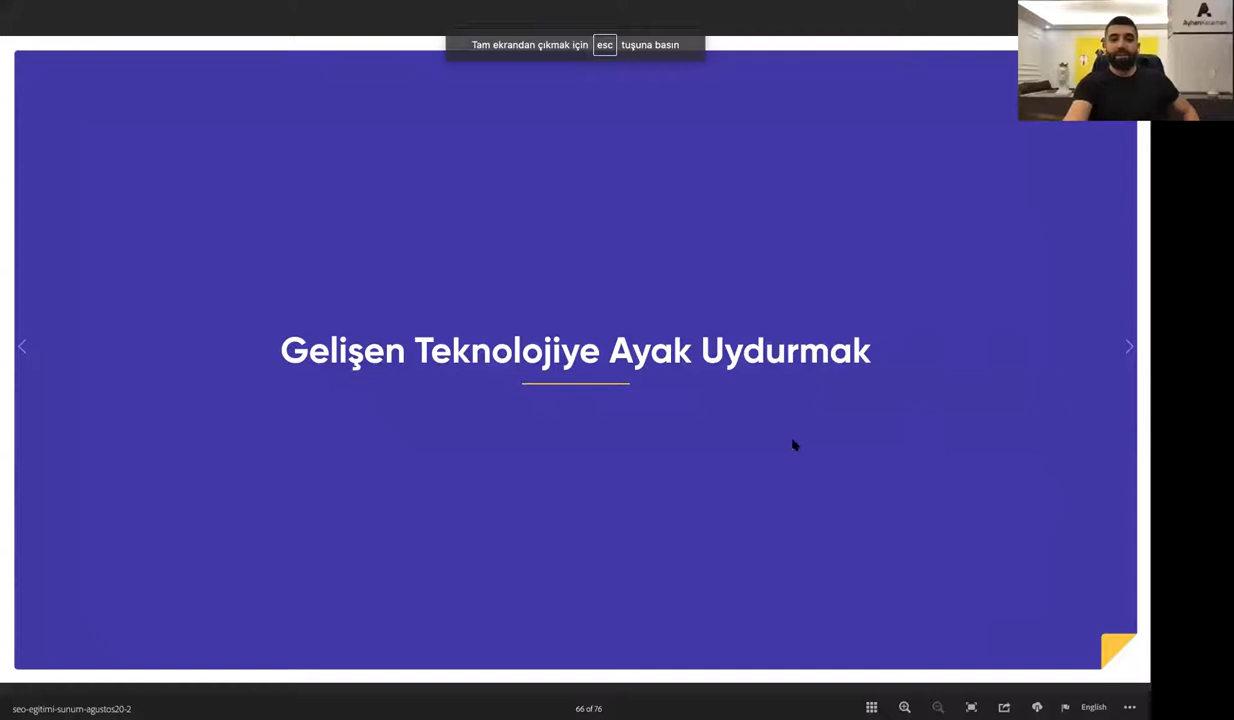 Tam ekrandan çıkmak için esc tuşuna basın
Gelişen Teknolojiye Ayak Uydurmak
seo-egitimi-sunum-agustos20-2
66 of 76
English